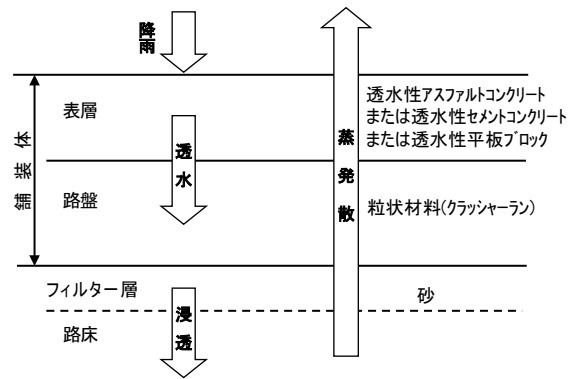 降雨
舗装体
表層
透水
蒸発散
透水性アスファルトコンクリート
または透水性セメントコンクリート
または透水性平板ブロック
路盤
粒状材料(クラッシャーラン)
フィルター層
砂
浸透
路床